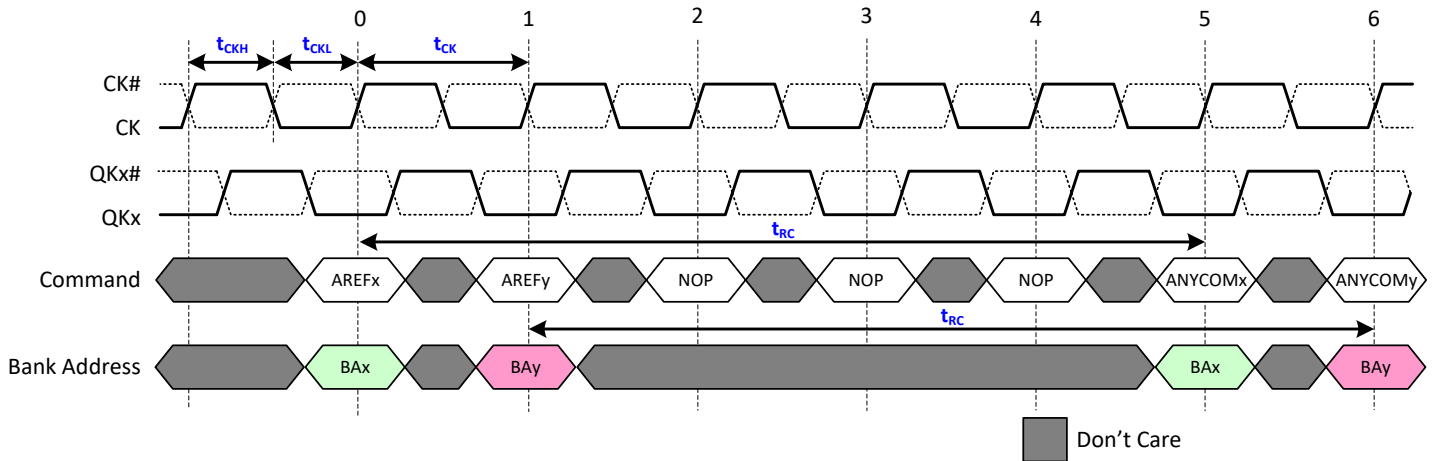 0 1 2 3 4 5 6
tCKH tCKL tCK
CK#
CK
QKx#
QKx
tRC
Command AREFx AREFy NOP NOP NOP ANYCOMx ANYCOMy
tRC
Bank Address BAx BAy BAx BAy
Don't Care